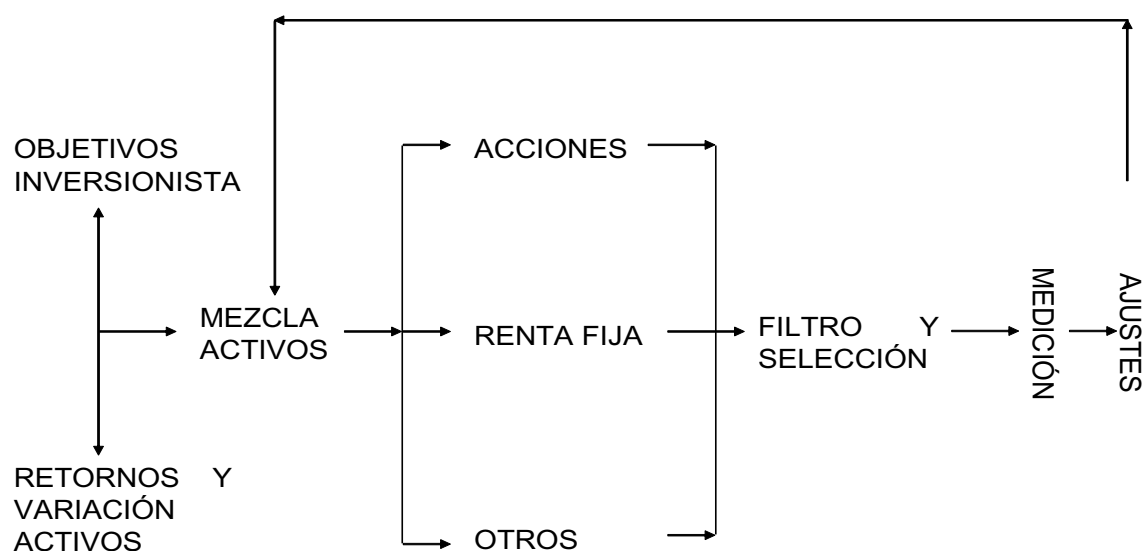 OBJETIVOS
INVERSIONISTA
RETORNOS Y
VARIACIÓN
ACTIVOS
MEZCLA
ACTIVOS
ACCIONES
RENTA FIJA
OTROS
FILTRO Y
SELECCIÓN
MEDICIÓN
AJUSTES